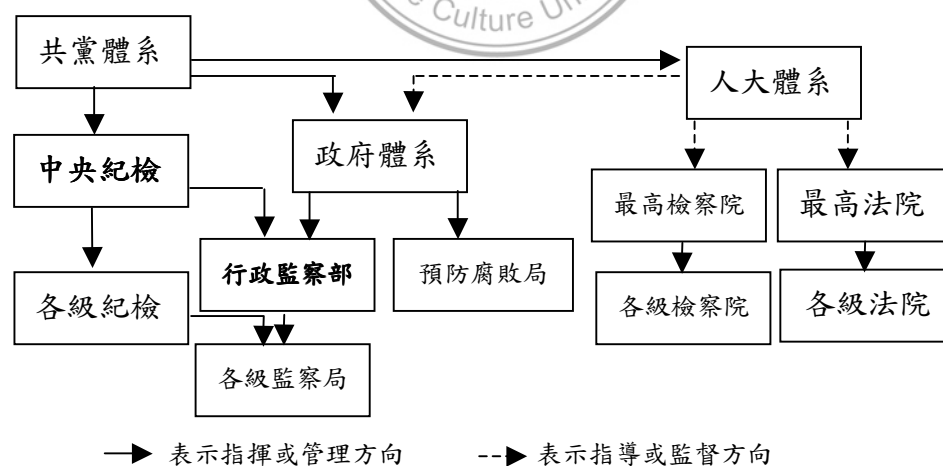 e Culture Un
共黨體系
人大體系
中央紀檢
政府體系
最高檢察院
最高法院
行政監察部
預防腐敗局
各級紀檢
各級檢察院
各級法院
各級監察局
表示指揮或管理方向
表示指導或監督方向